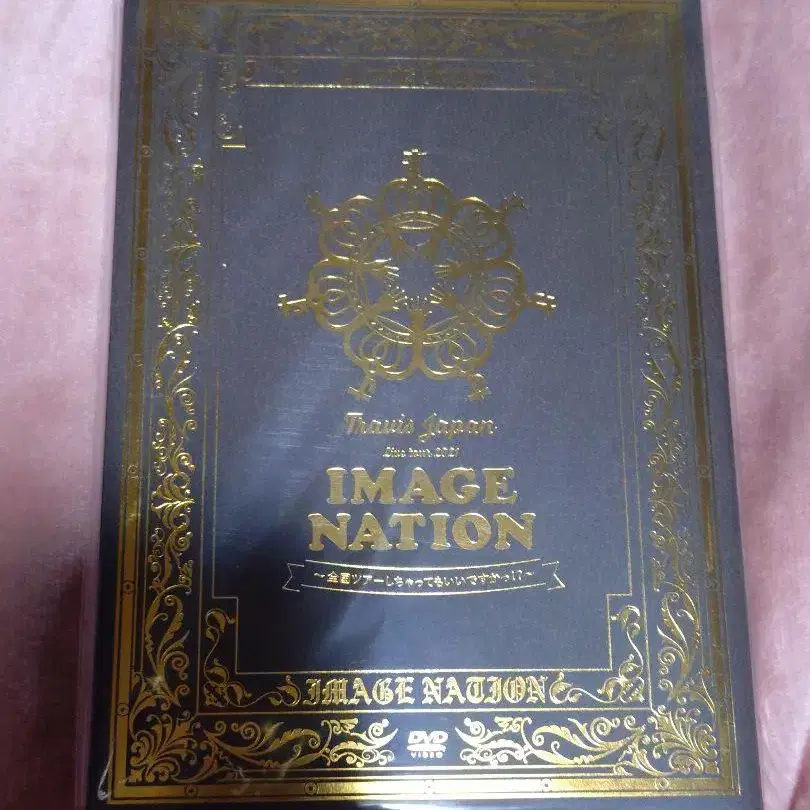 Travis Japan
Live tour 2021
IMAGE
NATION
～全国ツアーしちゃってもいいですかっ!?～
IMAGE NATION
DVD
VIDEO